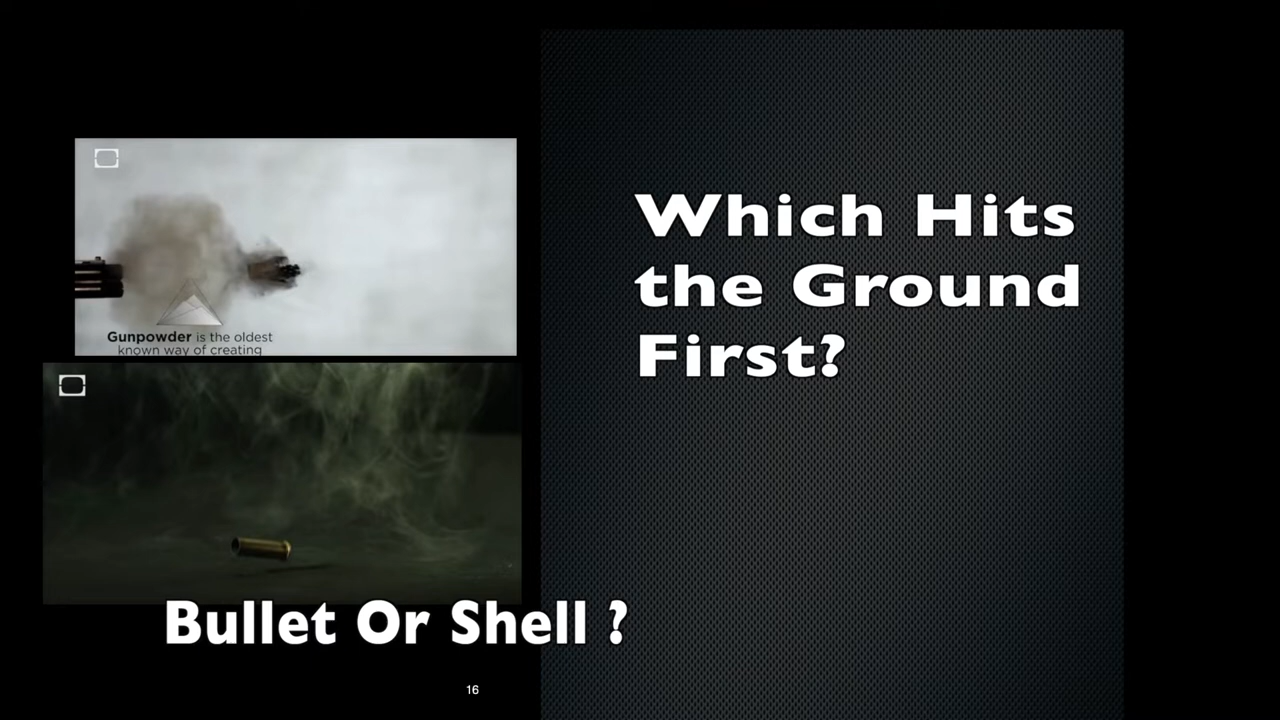 Which Hits
the Ground
First?
Gunpowder is the oldest
known way of creating
Bullet Or Shell ?
16